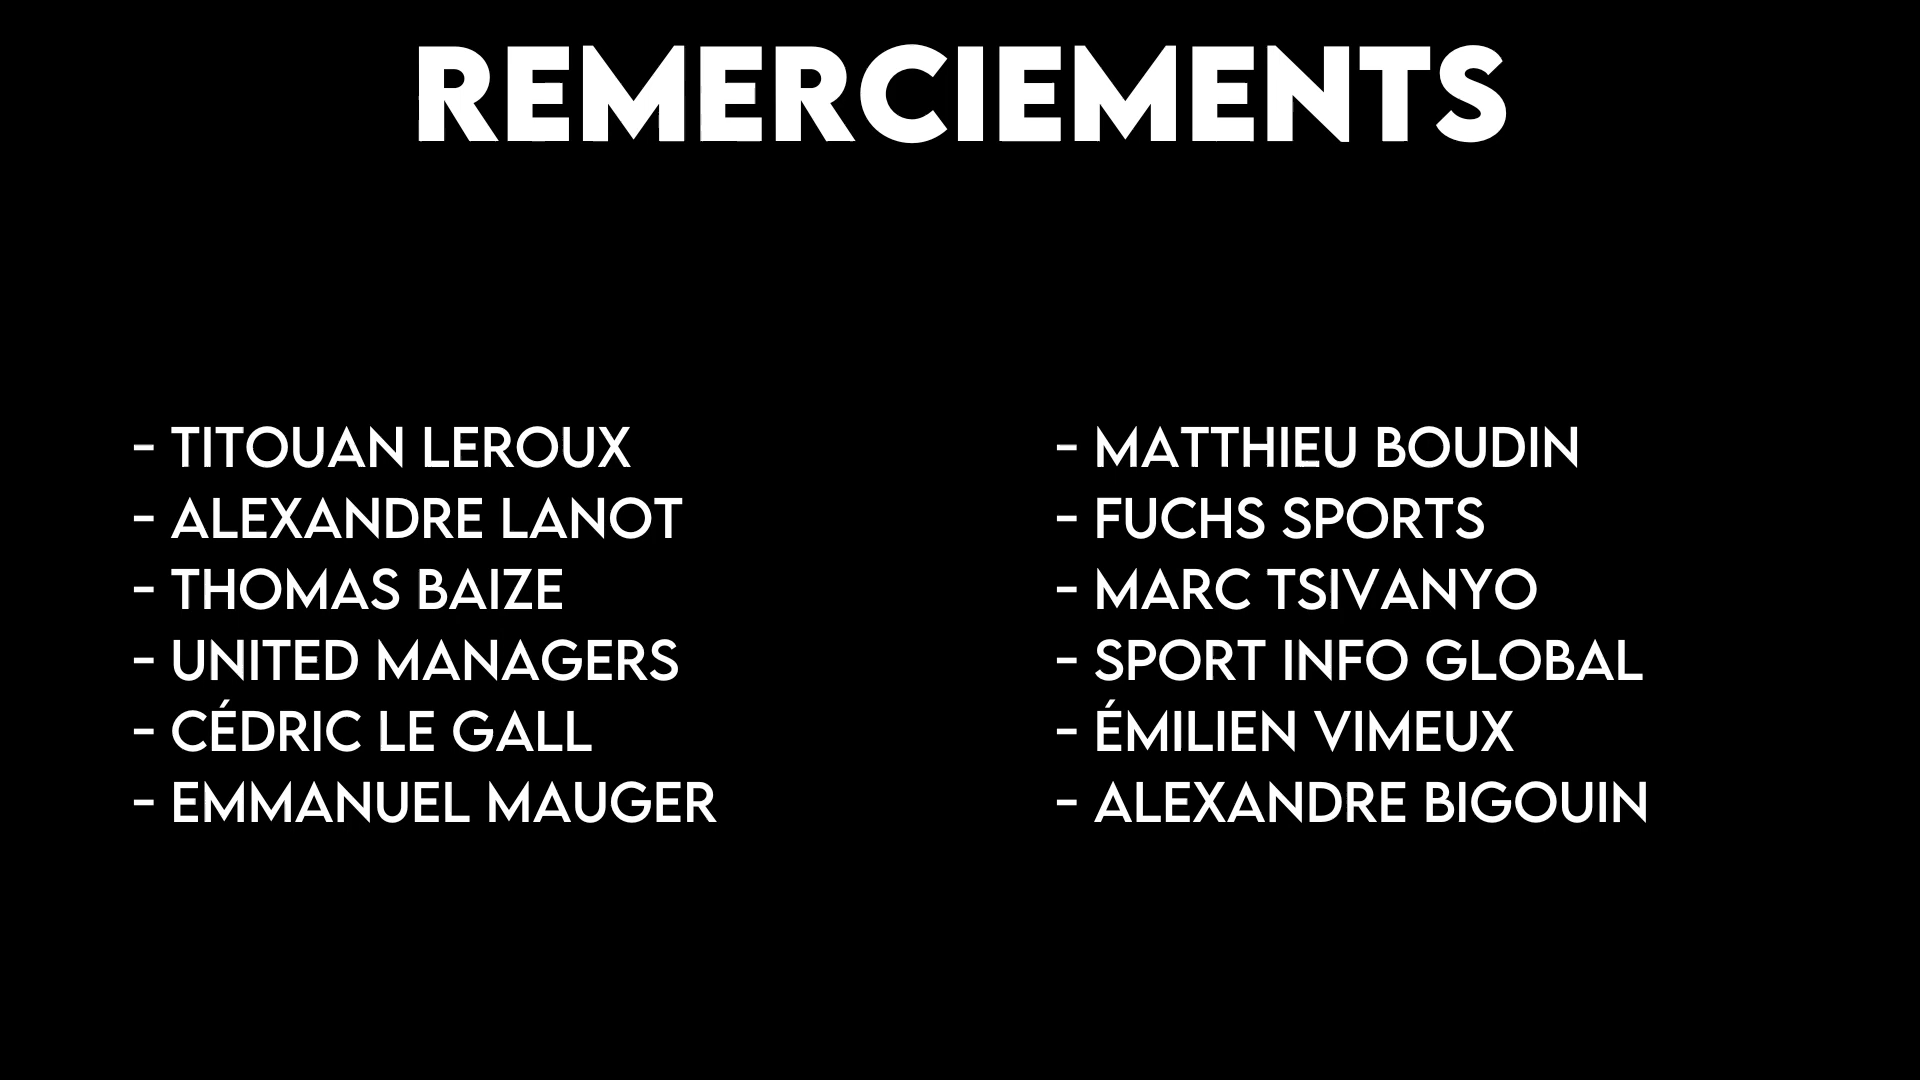 REMERCIEMENTS
- TITOUAN LEROUX
- ALEXANDRE LANOT
- THOMAS BAIZE
- UNITED MANAGERS
- CÉDRIC LE GALL
- EMMANUEL MAUGER
- MATTHIEU BOUDIN
- FUCHS SPORTS
- MARC TSIVANYO
- SPORT INFO GLOBAL
- ÉMILIEN VIMEUX
- ALEXANDRE BIGOUIN